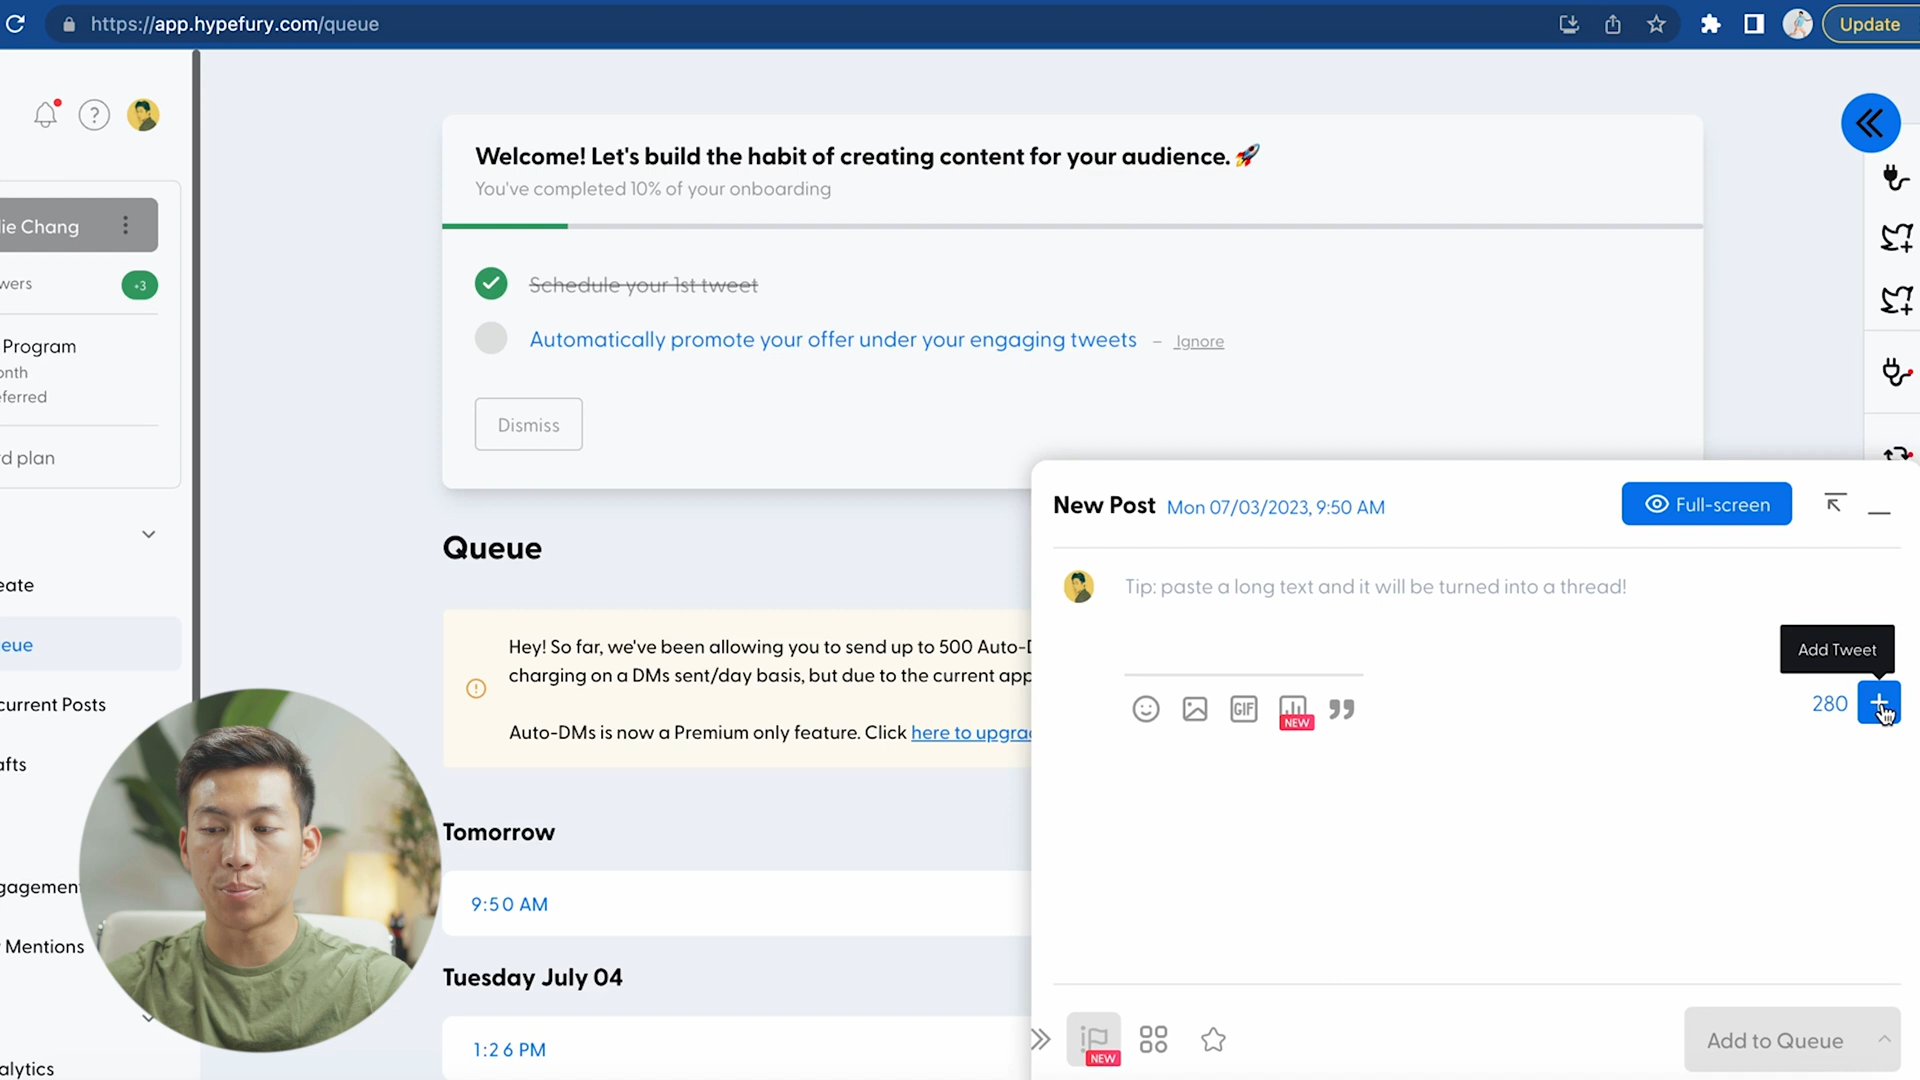 https://app.hypefury.com/queue
Update
Welcome! Let's build the habit of creating content for your audience. 🚀
You've completed 10% of your onboarding
lie Chang
wers
+3
Program
onth
eferred
d plan
Schedule your 1st tweet
Automatically promote your offer under your engaging tweets – Ignore
Dismiss
eate
eue
current Posts
afts
gagemen
Mentions
alytics
Queue
Hey! So far, we've been allowing you to send up to 500 Auto-D
charging on a DMs sent/day basis, but due to the current app
Auto-DMs is now a Premium only feature. Click here to upgrad
Tomorrow
9:50 AM
Tuesday July 04
1:26 PM
New Post Mon 07/03/2023, 9:50 AM
Full-screen
Tip: paste a long text and it will be turned into a thread!
Add Tweet
GIF
NEW
280
NEW
Add to Queue